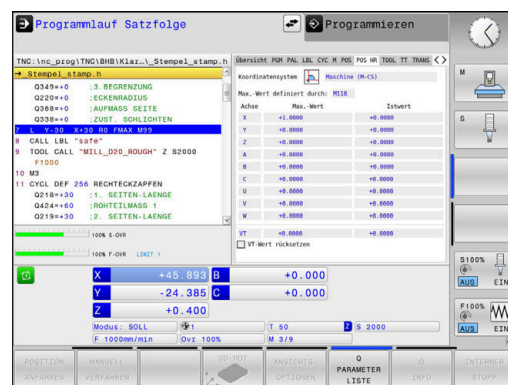 Programmlauf Satzfolge
Programmieren
TNC:\nc_prog\TNC\BHB\Klar…\_Stempel_stamp.h
→_Stempel_stamp.h
Q349=+0 ;3.BEGRENZUNG
Q220=+0 ;ECKENRADIUS
Q368=+0 ;AUFMASS SEITE
Q338=+0 ;ZUST. SCHLICHTEN
7 L Y-30 X+30 R0 FMAX M99
8 CALL LBL "safe"
9 TOOL CALL "MILL_D20_ROUGH" Z S2000
F1000
10 M3
11 CYCL DEF 256 RECHTECKZAPFEN
Q218=+30 ;1. SEITEN-LAENGE
Q424=+60 ;ROHTEILMASS 1
Q219=+30 ;2. SEITEN-LAENGE
100% S-OVR
100% F-OVR LIMIT 1
Übersicht PGM PAL LBL CYC M POS POS HR TOOL TT TRANS
Koordinatensystem Maschine (M-CS)
Max.-Wert definiert durch: M118
Achse Max.-Wert Istwert
X +1.0000 +0.0000
Y +0.0000 +0.0000
Z +0.0000 +0.0000
A +0.0000 +0.0000
B +0.0000 +0.0000
C +0.0000 +0.0000
U +0.0000 +0.0000
V +0.0000 +0.0000
W +0.0000 +0.0000
VT +0.0000 +0.0000
VT-Wert rücksetzen
X +45.893 B +0.000
Y -24.385 C +0.000
Z +0.400
Modus: SOLL 1 T 50 Z S 2000
F 1000mm/min Ovr 100% M 3/9
M
S
S100%
AUS EIN
F100%
AUS EIN
POSITION
ANFAHREN
MANUELL
VERFAHREN
3D-ROT
ANSICHTS-
OPTIONEN
Q
PARAMETER
LISTE
Q
INFO
INTERNER
STOPP